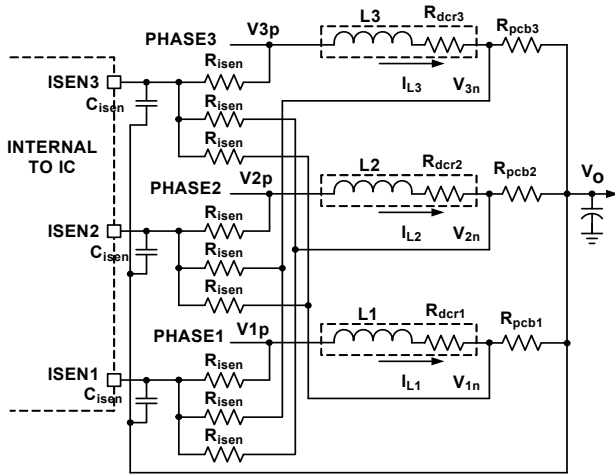 L3
Rdcr3
Rpcb3
PHASE3
V3p
Risen
ISEN3
Cisen
IL3
V3n
Risen
Risen
INTERNAL
TO IC
PHASE2
V2p
L2
Rdcr2
Rpcb2
Vo
Risen
ISEN2
Cisen
IL2
V2n
Risen
Risen
PHASE1
V1p
L1
Rdcr1
Rpcb1
Risen
ISEN1
Cisen
IL1
V1n
Risen
Risen